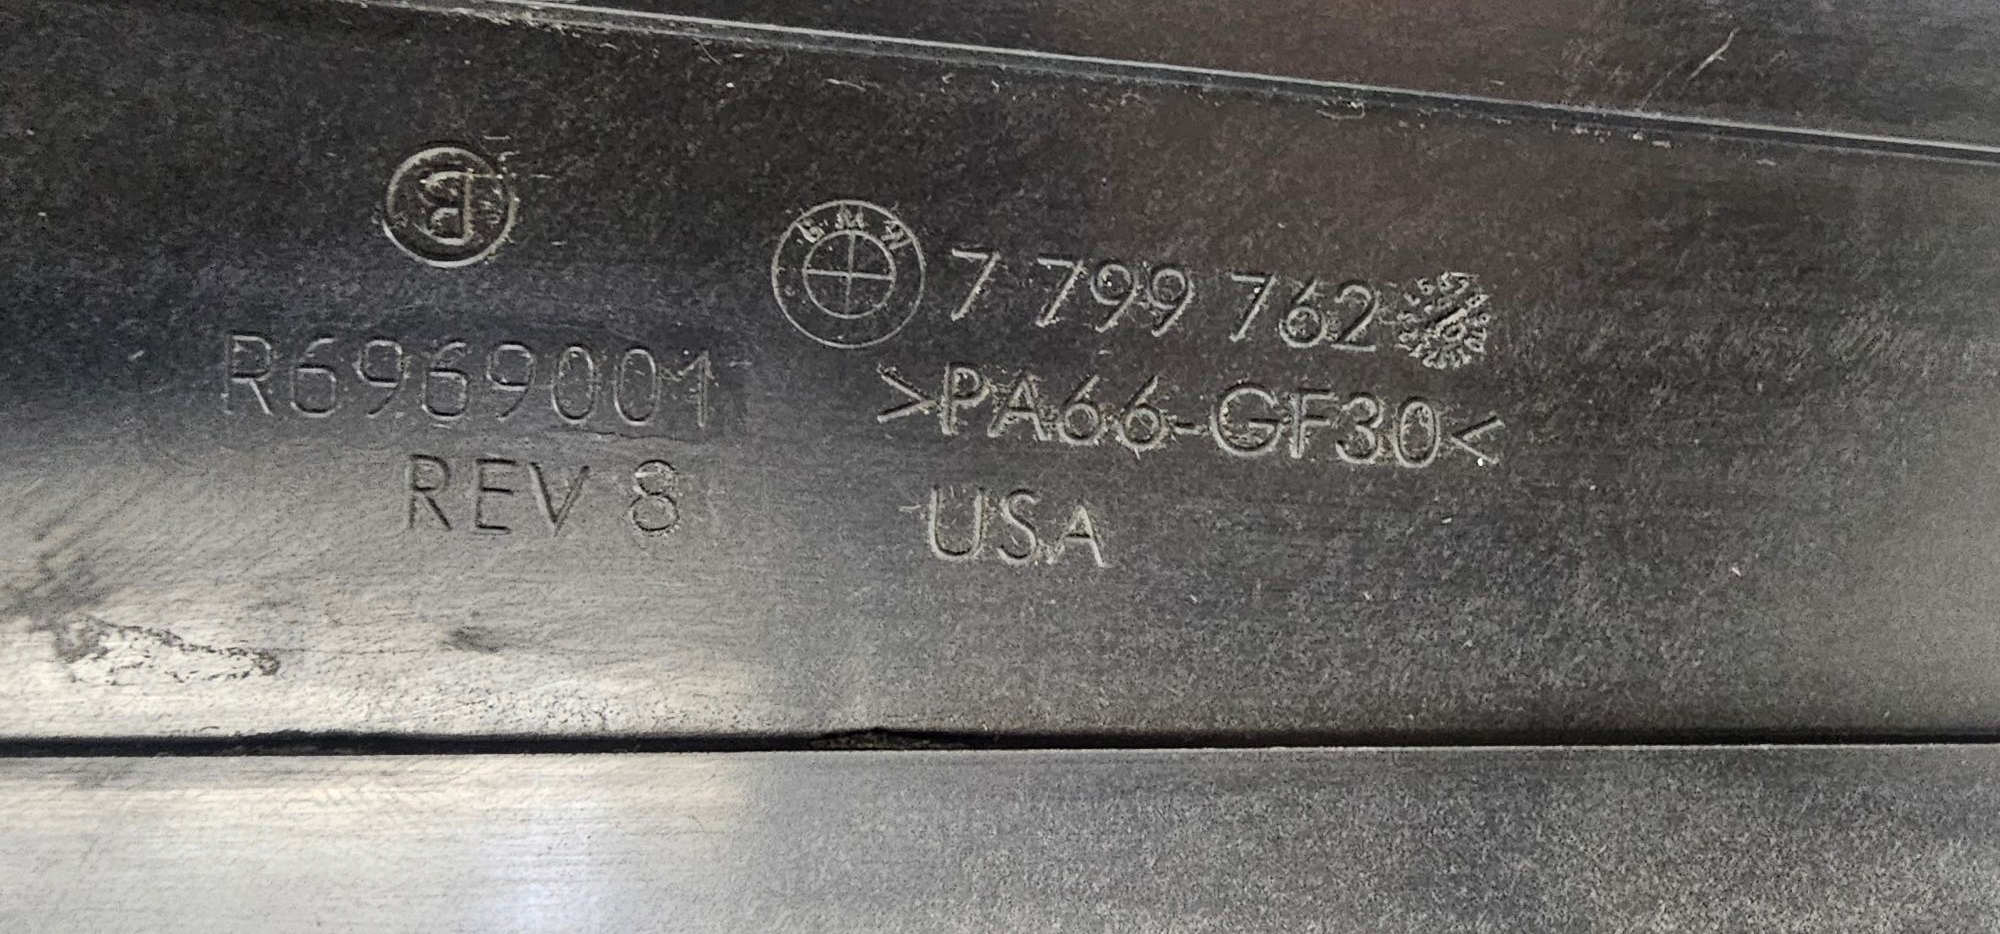 B
BMW 7 799 762
R6969001
>PA66-GF30<
REV 8
USA